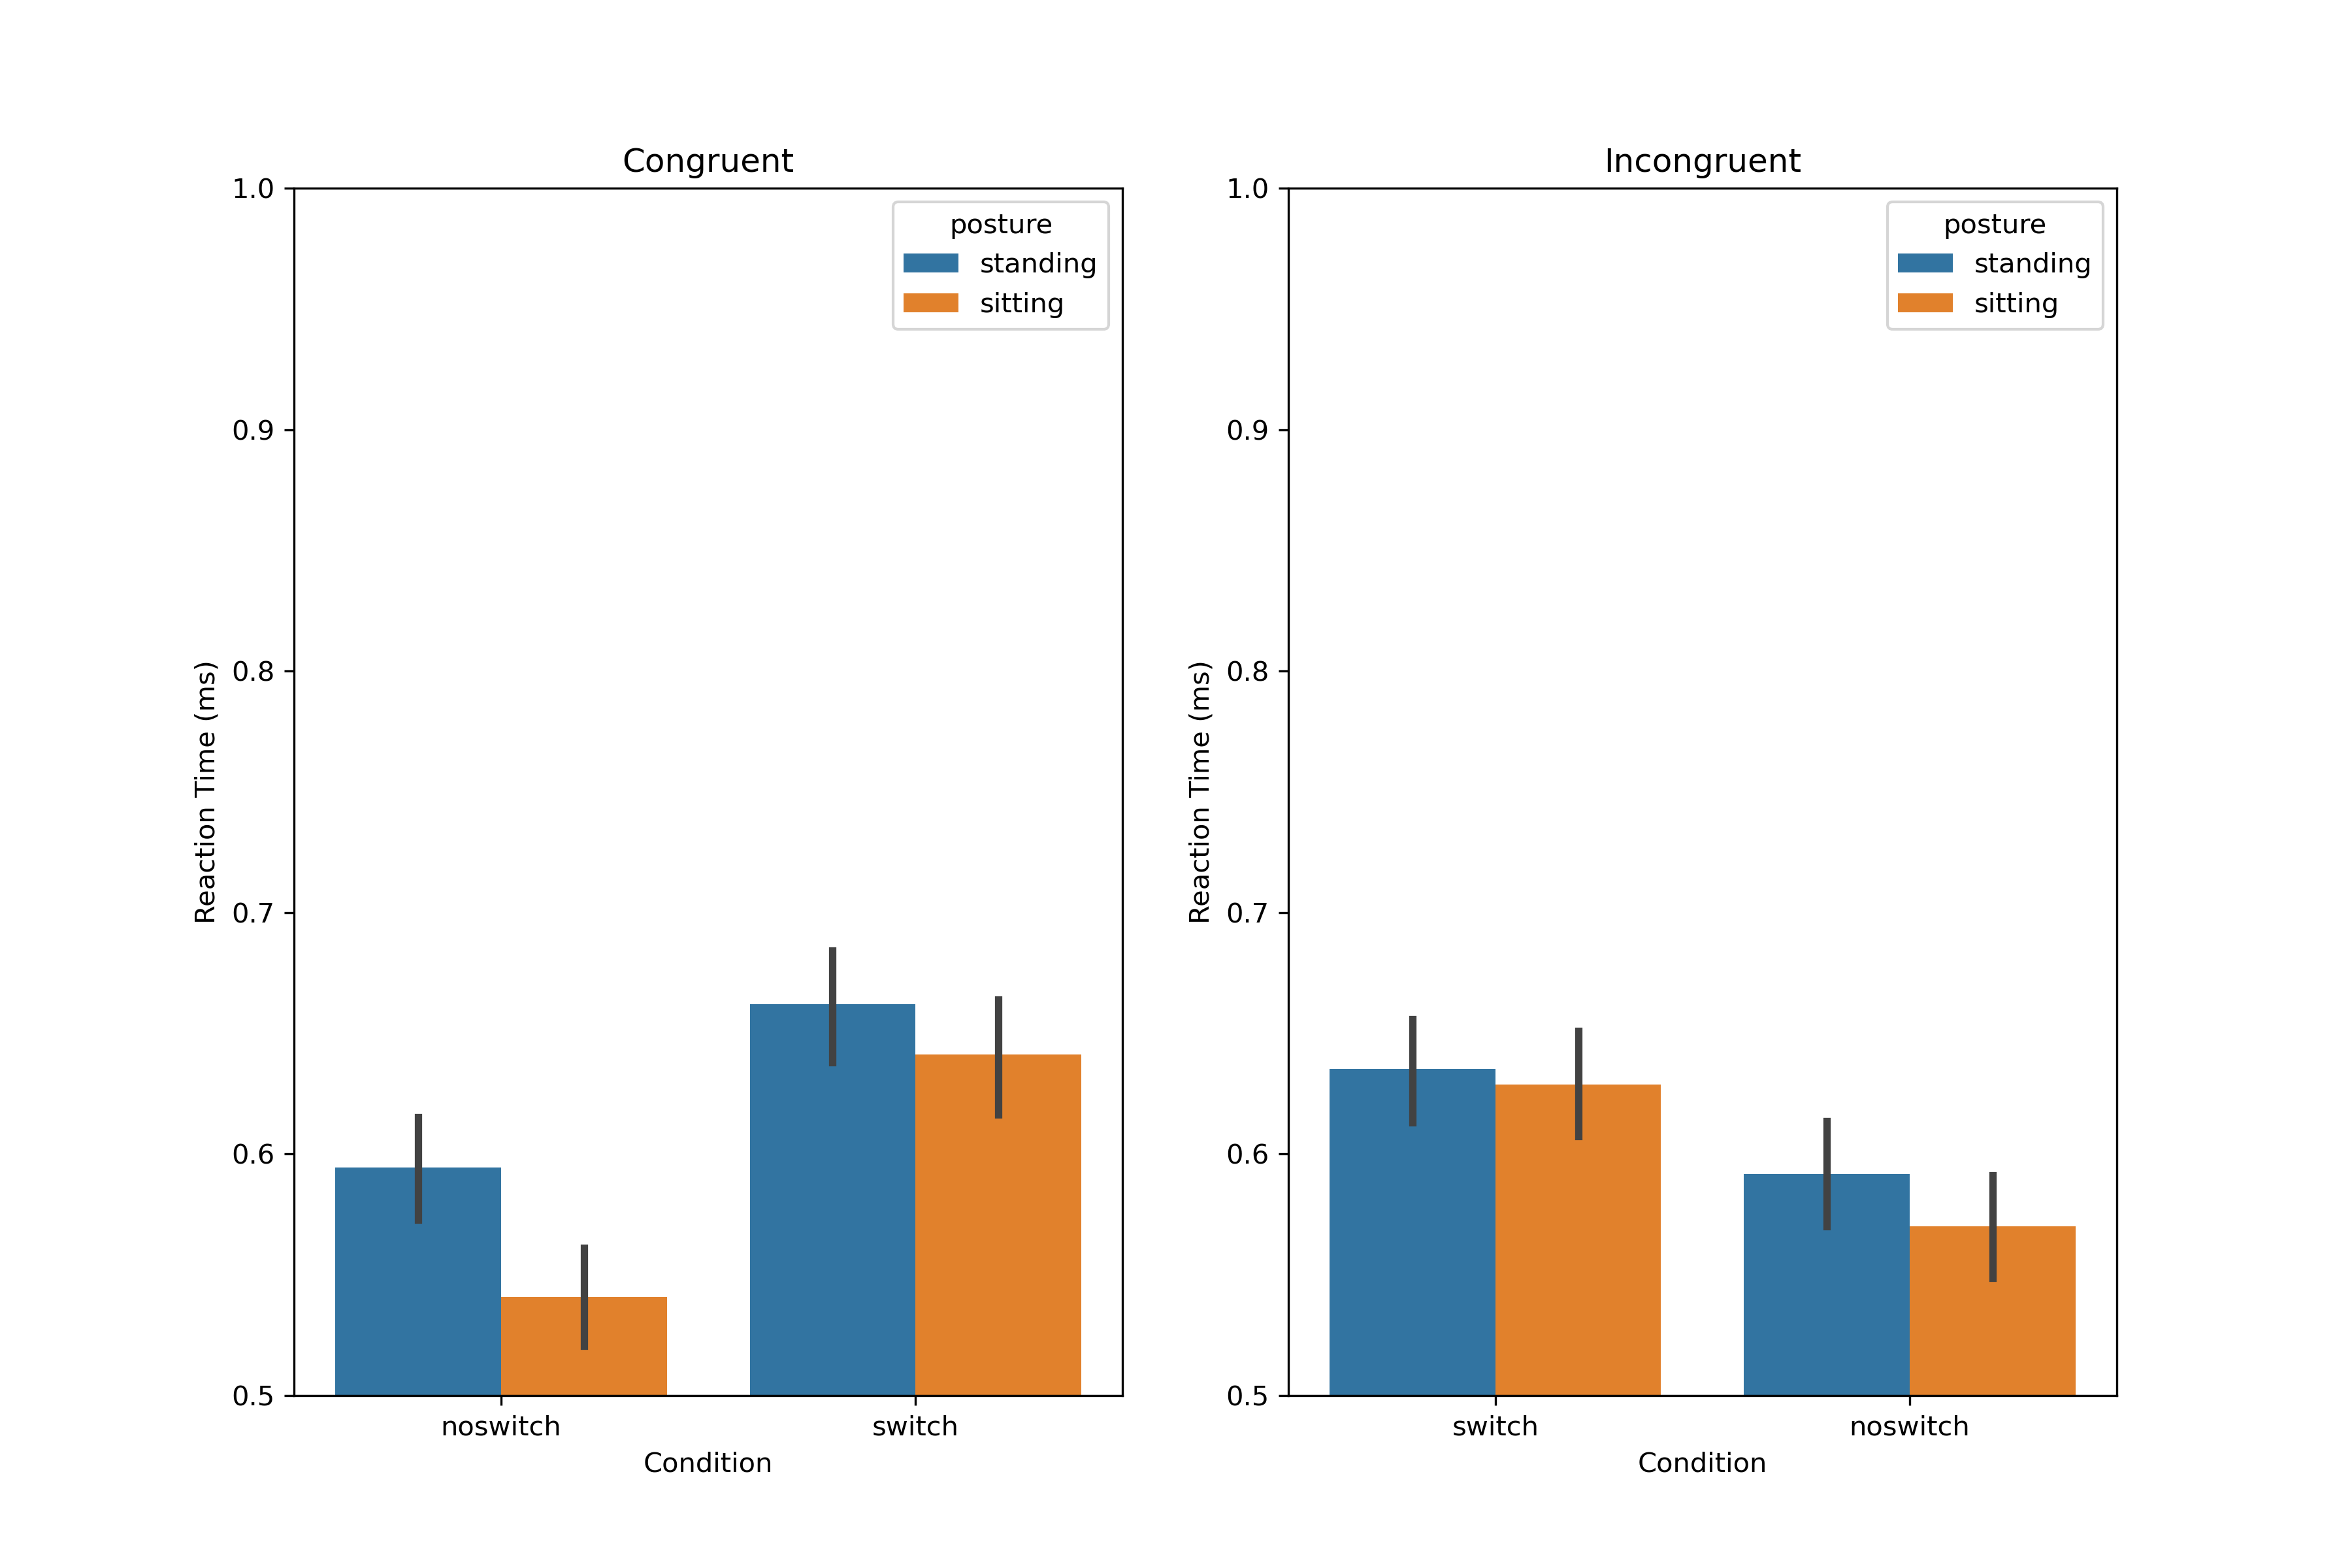 Congruent
1.0
0.9
0.8
0.7
0.6
0.5
Reaction Time (ms)
posture
standing
sitting
noswitch switch
Condition
Incongruent
1.0
0.9
0.8
0.7
0.6
0.5
Reaction Time (ms)
posture
standing
sitting
switch noswitch
Condition